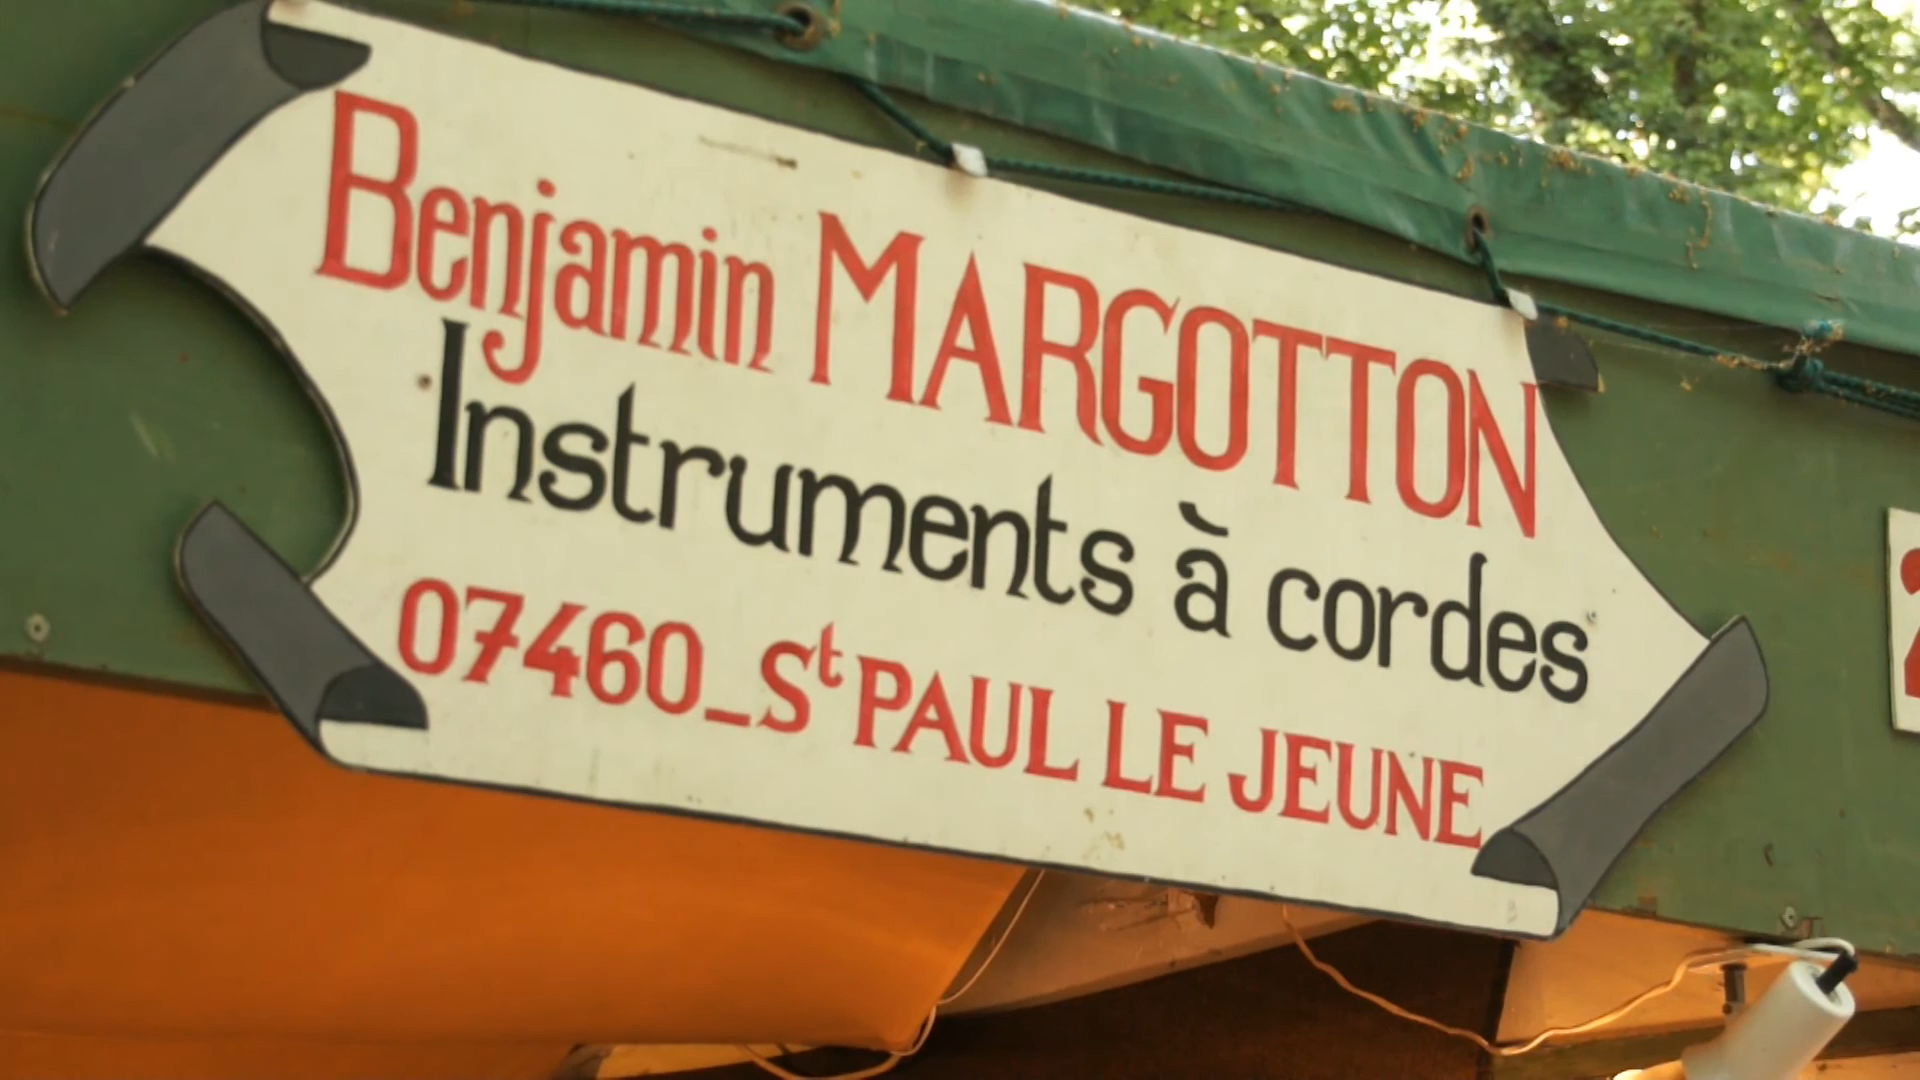 Benjamin MARGOTTON
Instruments à cordes
07460_St PAUL LE JEUNE